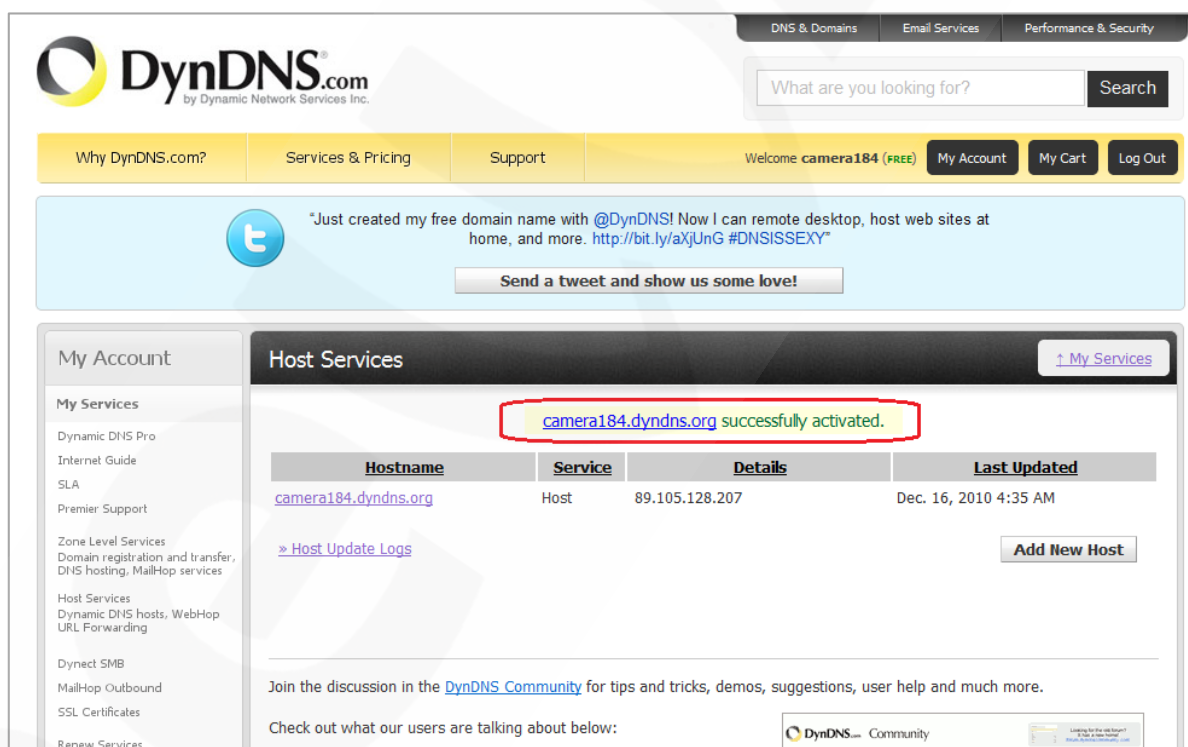 DNS & Domains Email Services Performance & Security
DynDNS.com
by Dynamic Network Services Inc.
What are you looking for? Search
Why DynDNS.com? Services & Pricing Support Welcome camera184 (FREE) My Account My Cart Log Out
"Just created my free domain name with @DynDNS! Now I can remote desktop, host web sites at
home, and more. http://bit.ly/aXjUnG #DNSISSEXY"
Send a tweet and show us some love!
My Account
My Services
Dynamic DNS Pro
Internet Guide
SLA
Premier Support
Zone Level Services
Domain registration and transfer,
DNS hosting, MailHop services
Host Services
Dynamic DNS hosts, WebHop
URL Forwarding
Dynect SMB
MailHop Outbound
SSL Certificates
Renew Services
Host Services ↑ My Services
camera184.dyndns.org successfully activated.
Hostname Service Details Last Updated
camera184.dyndns.org Host 89.105.128.207 Dec. 16, 2010 4:35 AM
» Host Update Logs Add New Host
Join the discussion in the DynDNS Community for tips and tricks, demos, suggestions, user help and much more.
Check out what our users are talking about below:
DynDNS Community